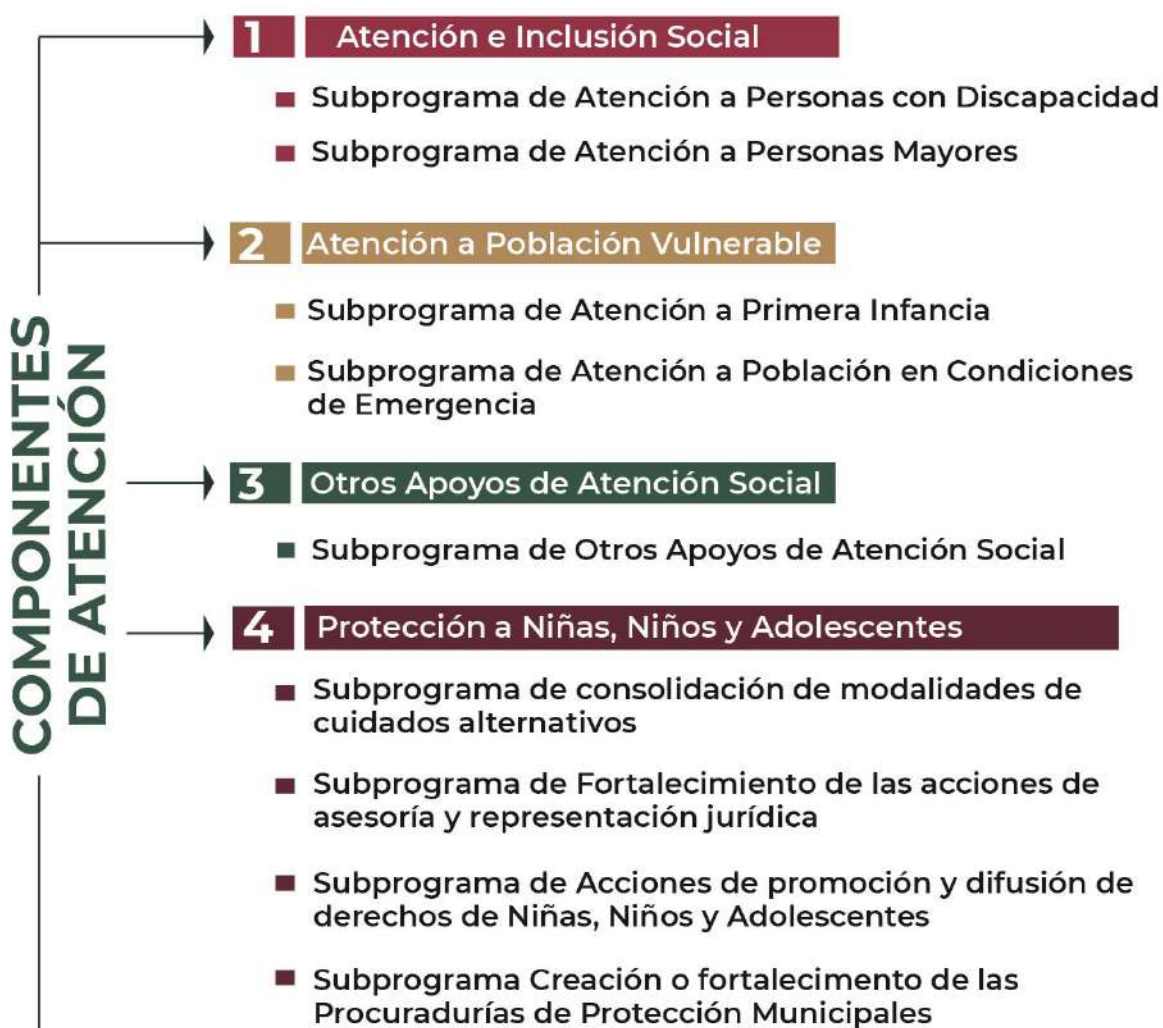 COMPONENTES
DE ATENCIÓN
1 Atención e Inclusión Social
Subprograma de Atención a Personas con Discapacidad
Subprograma de Atención a Personas Mayores
2 Atención a Población Vulnerable
Subprograma de Atención a Primera Infancia
Subprograma de Atención a Población en Condiciones
de Emergencia
3 Otros Apoyos de Atención Social
Subprograma de Otros Apoyos de Atención Social
4 Protección a Niñas, Niños y Adolescentes
Subprograma de consolidación de modalidades de
cuidados alternativos
Subprograma de Fortalecimiento de las acciones de
asesoría y representación jurídica
Subprograma de Acciones de promoción y difusión de
derechos de Niñas, Niños y Adolescentes
Subprograma Creación o fortalecimento de las
Procuradurías de Protección Municipales